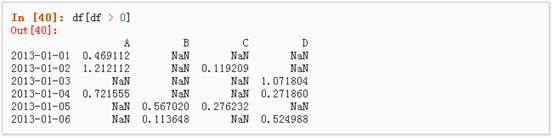 In [40]: df[df > 0]
Out[40]:
A B C D
2013-01-01 0.469112 NaN NaN NaN
2013-01-02 1.212112 NaN 0.119209 NaN
2013-01-03 NaN NaN NaN 1.071804
2013-01-04 0.721555 NaN NaN 0.271860
2013-01-05 NaN 0.567020 0.276232 NaN
2013-01-06 NaN 0.113648 NaN 0.524988